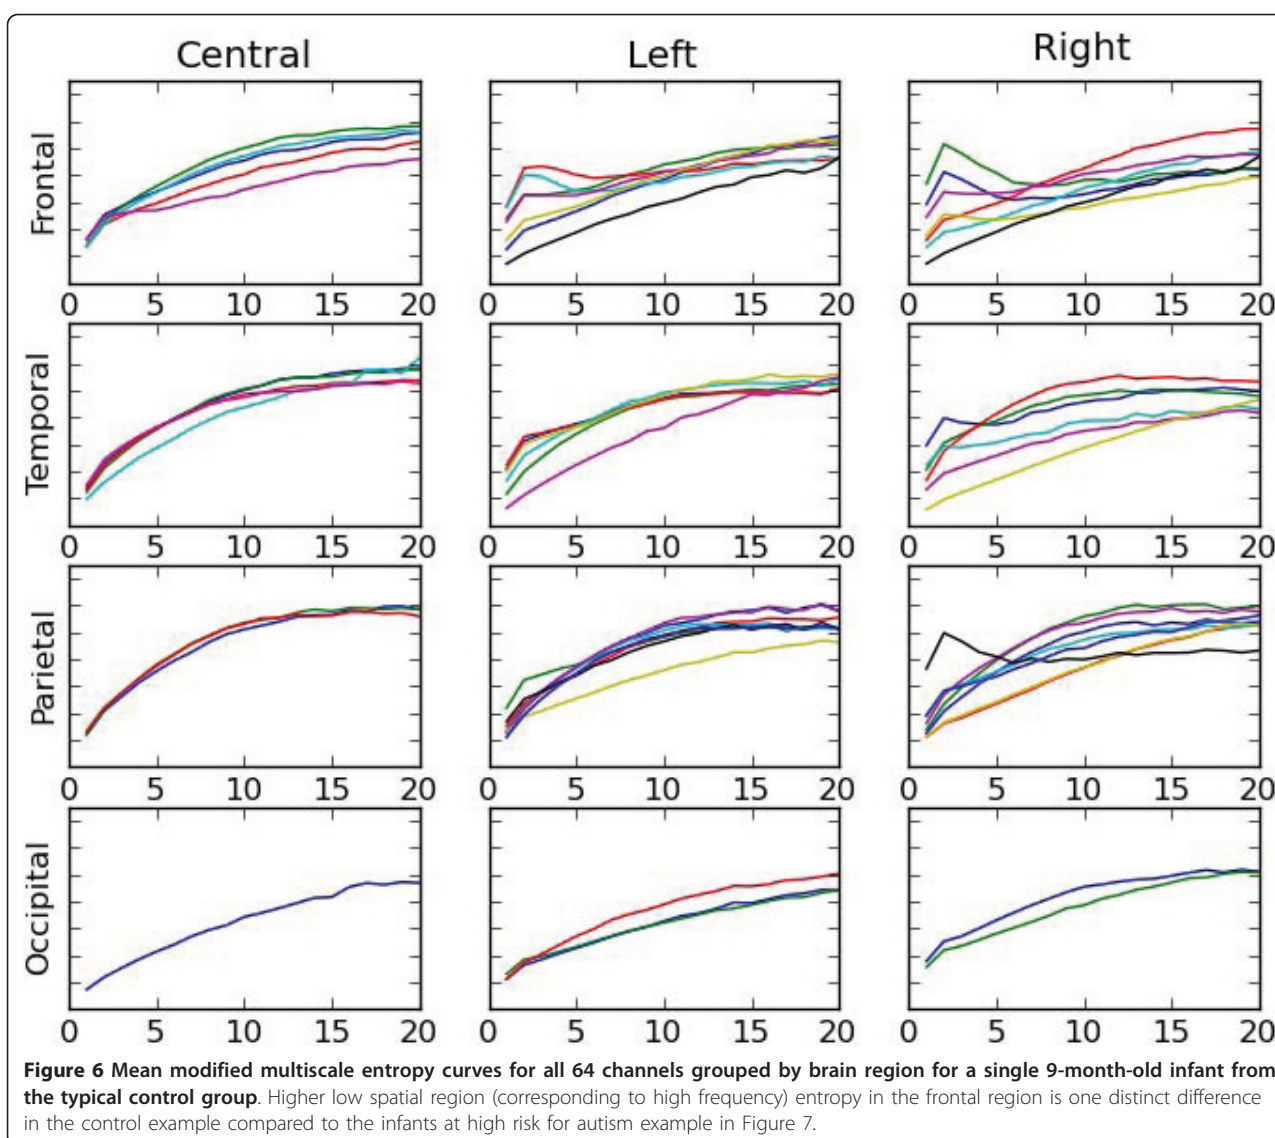 Central Left Right
Frontal
0 5 10 15 20 0 5 10 15 20 0 5 10 15 20
Temporal
0 5 10 15 20 0 5 10 15 20 0 5 10 15 20
Parietal
0 5 10 15 20 0 5 10 15 20 0 5 10 15 20
Occipital
0 5 10 15 20 0 5 10 15 20 0 5 10 15 20
Figure 6 Mean modified multiscale entropy curves for all 64 channels grouped by brain region for a single 9-month-old infant from
the typical control group. Higher low spatial region (corresponding to high frequency) entropy in the frontal region is one distinct difference
in the control example compared to the infants at high risk for autism example in Figure 7.